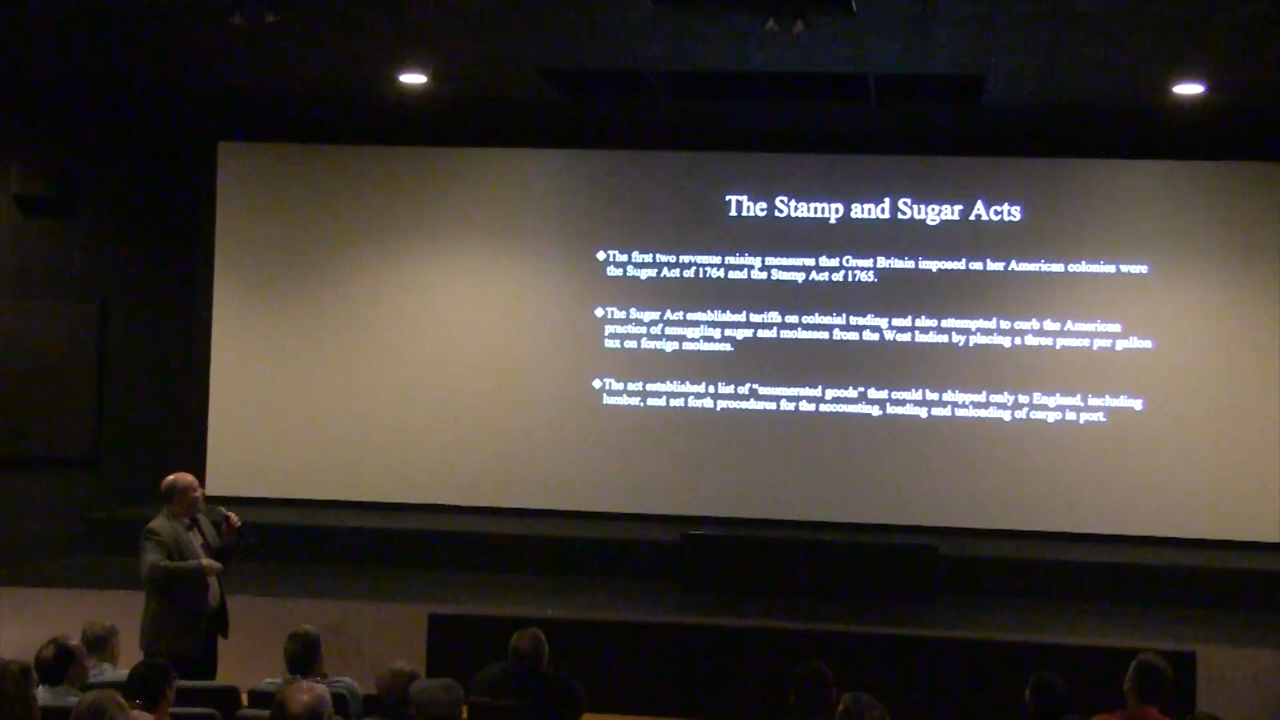 The Stamp and Sugar Acts
❖The first two revenue raising measures that Great Britain imposed on her American colonies were
the Sugar Act of 1764 and the Stamp Act of 1765.
❖The Sugar Act established tariffs on colonial trading and also attempted to curb the American
practice of smuggling sugar and molasses from the West Indies by placing a three pence per gallon
tax on foreign molasses.
❖The act established a list of "enumerated goods" that could be shipped only to England, including
lumber, and set forth procedures for the accounting, loading and unloading of cargo in port.